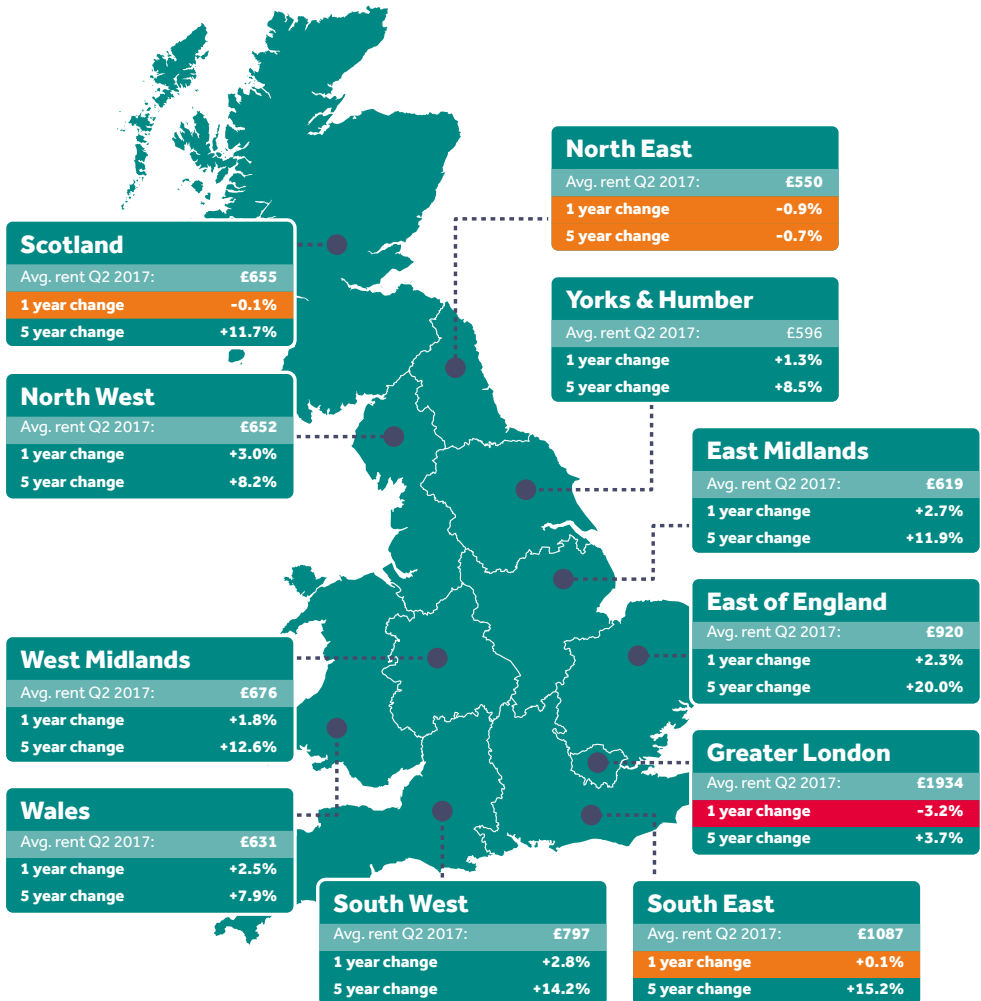 North East
Avg. rent Q2 2017: £550
1 year change -0.9%
5 year change -0.7%
Scotland
Avg. rent Q2 2017: £655
1 year change -0.1%
5 year change +11.7%
Yorks & Humber
Avg. rent Q2 2017: £596
1 year change +1.3%
5 year change +8.5%
North West
Avg. rent Q2 2017: £652
1 year change +3.0%
5 year change +8.2%
East Midlands
Avg. rent Q2 2017: £619
1 year change +2.7%
5 year change +11.9%
East of England
Avg. rent Q2 2017: £920
1 year change +2.3%
5 year change +20.0%
West Midlands
Avg. rent Q2 2017: £676
1 year change +1.8%
5 year change +12.6%
Greater London
Avg. rent Q2 2017: £1934
1 year change -3.2%
5 year change +3.7%
Wales
Avg. rent Q2 2017: £631
1 year change +2.5%
5 year change +7.9%
South West
Avg. rent Q2 2017: £797
1 year change +2.8%
5 year change +14.2%
South East
Avg. rent Q2 2017: £1087
1 year change +0.1%
5 year change +15.2%